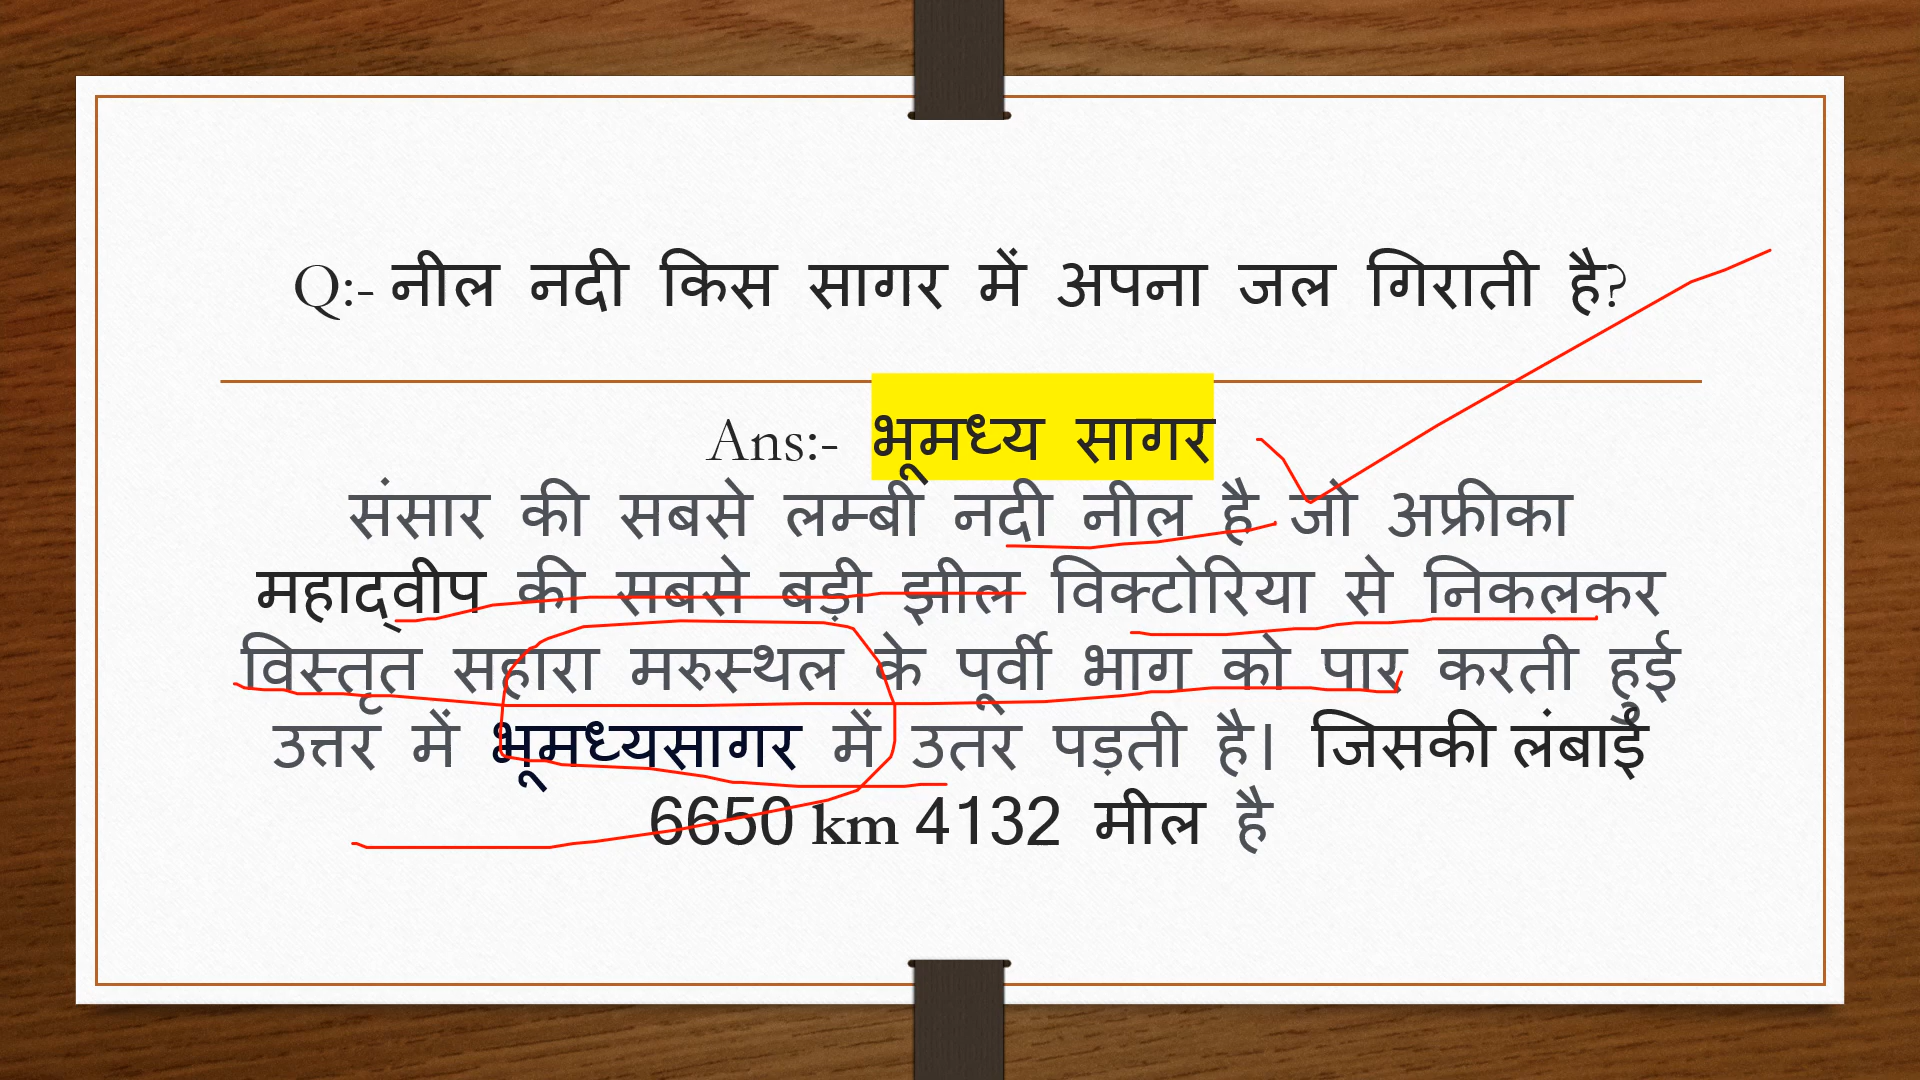 Q:- नील नदी किस सागर में अपना जल गिराती है?
Ans:- भूमध्य सागर
संसार की सबसे लम्बी नदी नील है जो अफ्रीका
महाद्वीप की सबसे बड़ी झील विक्टोरिया से निकलकर
विस्तृत सहारा मरुस्थल के पूर्वी भाग को पार करती हुई
उत्तर में भूमध्यसागर में उतर पड़ती है। जिसकी लंबाई
6650 km 4132 मील है